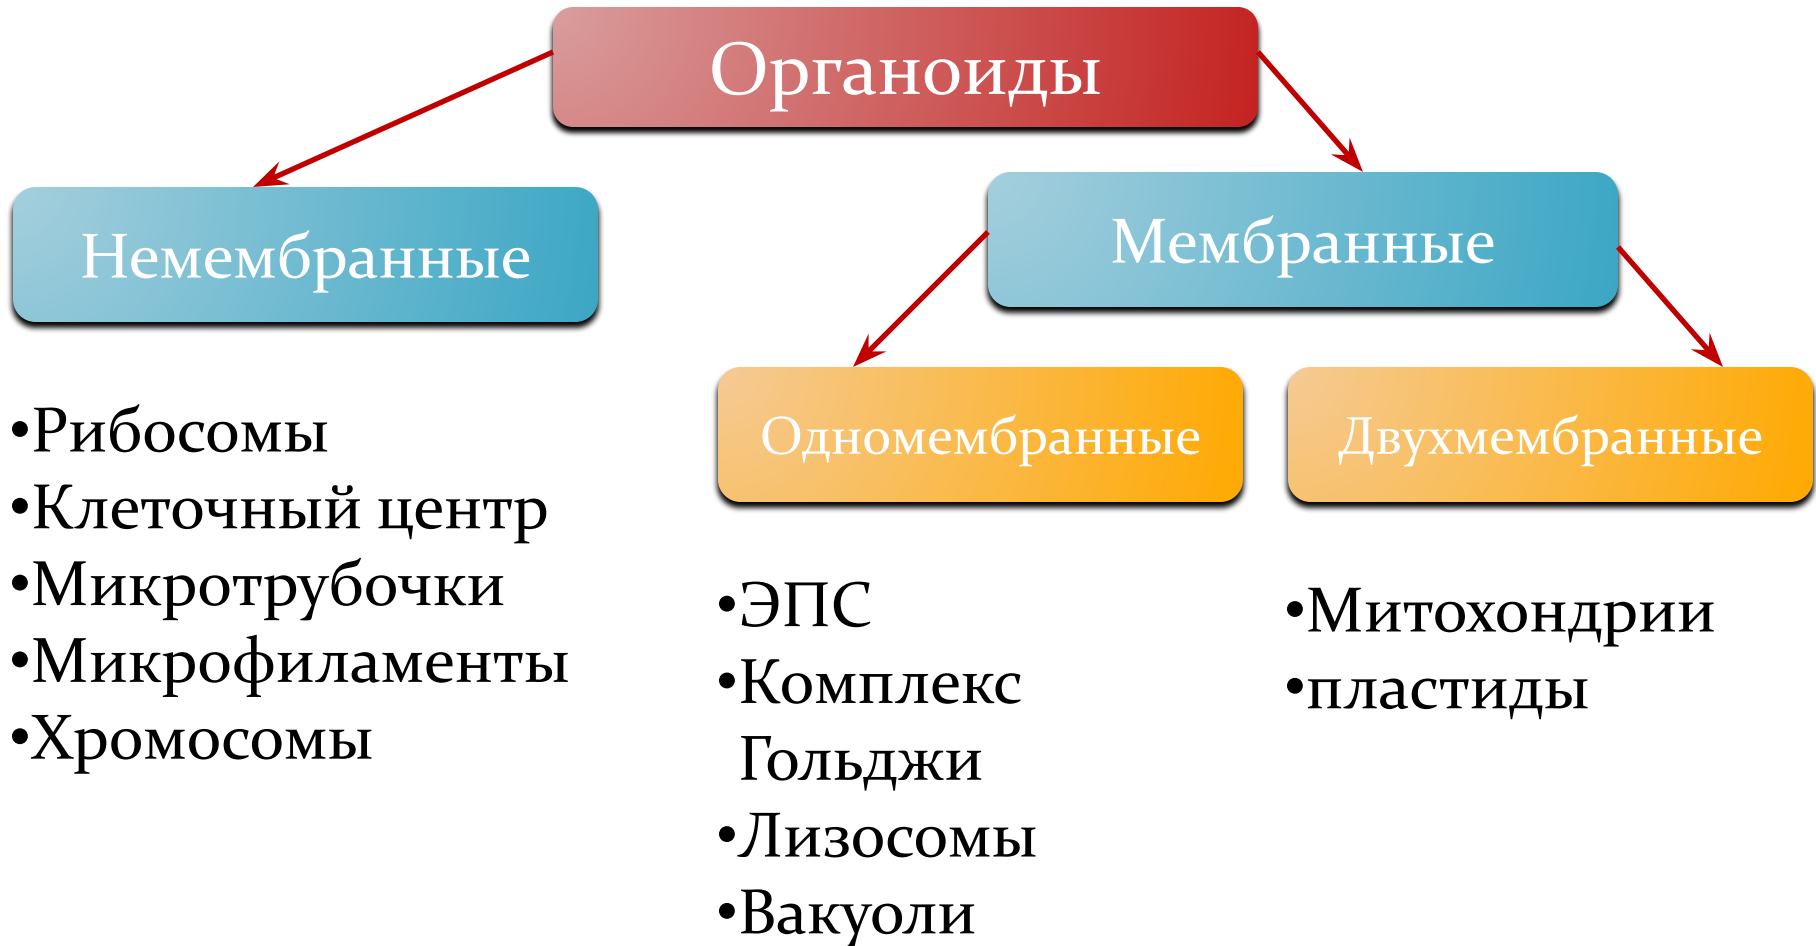 Органоиды
Немембранные
Мембранные
Одномембранные
Двухмембранные
•Рибосомы
•Клеточный центр
•Микротрубочки
•Микрофиламенты
•Хромосомы
•ЭПС
•Комплекс
Гольджи
•Лизосомы
•Вакуоли
•Митохондрии
•пластиды